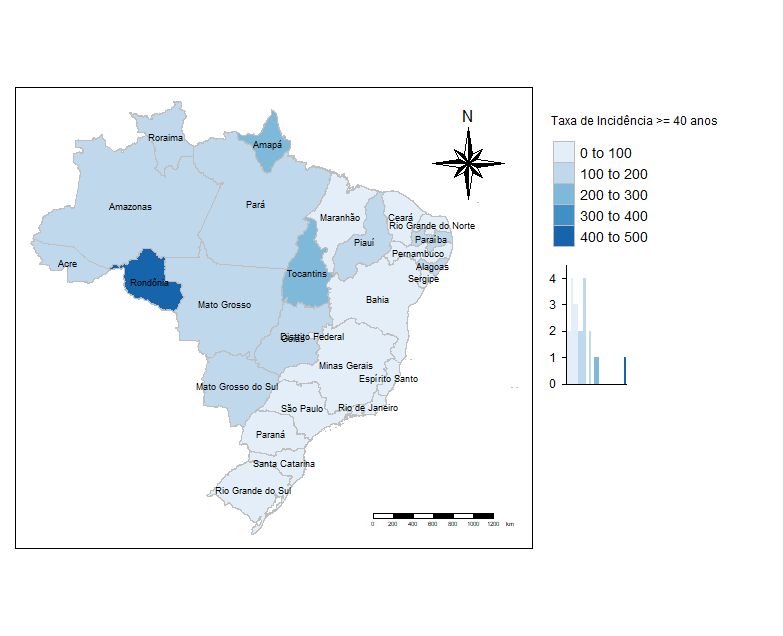 N
Taxa de Incidência >= 40 anos
0 to 100
100 to 200
200 to 300
300 to 400
400 to 500
4
3
2
1
0
Roraima
Amapá
Amazonas
Pará
Maranhão
Ceará
Rio Grande do Norte
Paraíba
Piauí
Pernambuco
Acre
Alagoas
Tocantins
Sergipe
Rondônia
Bahia
Mato Grosso
Distrito Federal
Goiás
Minas Gerais
Espírito Santo
Mato Grosso do Sul
São Paulo
Rio de Janeiro
Paraná
Santa Catarina
Rio Grande do Sul
0 200 400 600 800 1000 1200 km